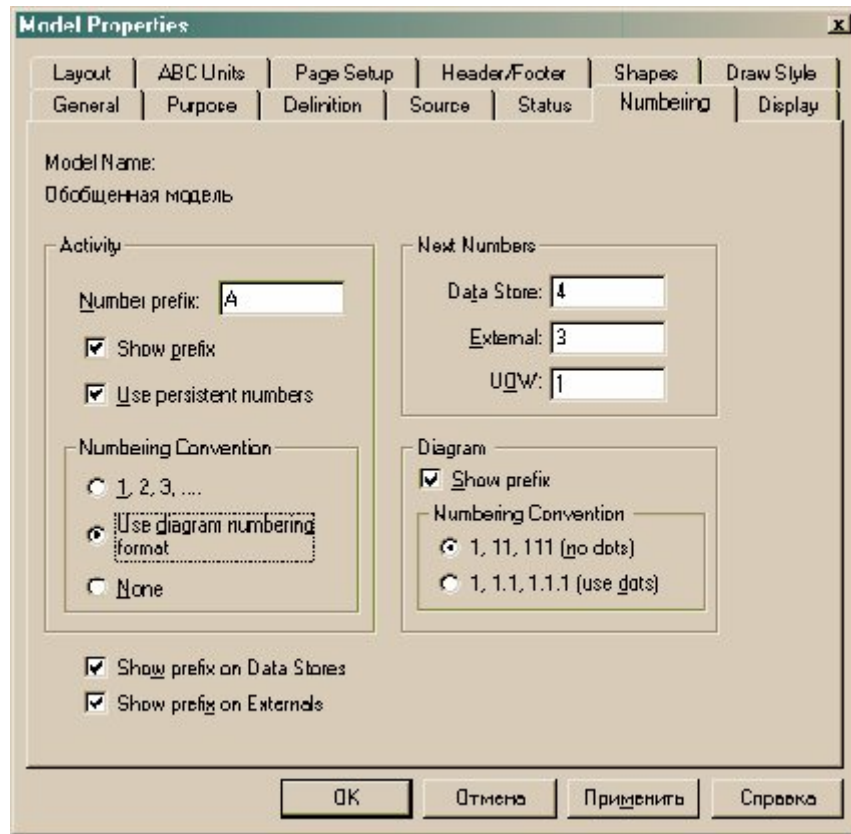 Model Properties
Layout ABC Units Page Setup Header/Footer Shapes Draw Style
General Purpose Definition Source Status Numbering Display
Model Name:
Обобщенная модель
Activity
Number prefix: A
Show prefix
Use persistent numbers
Numbering Convention
1, 2, 3, ....
Use diagram numbering
format
None
Next Numbers
Data Store: 4
External: 3
UOW: 1
Diagram
Show prefix
Numbering Convention
1, 11, 111 (no dots)
1, 1.1, 1.1.1 (use dots)
Show prefix on Data Stores
Show prefix on Externals
OK Отмена Применить Справка